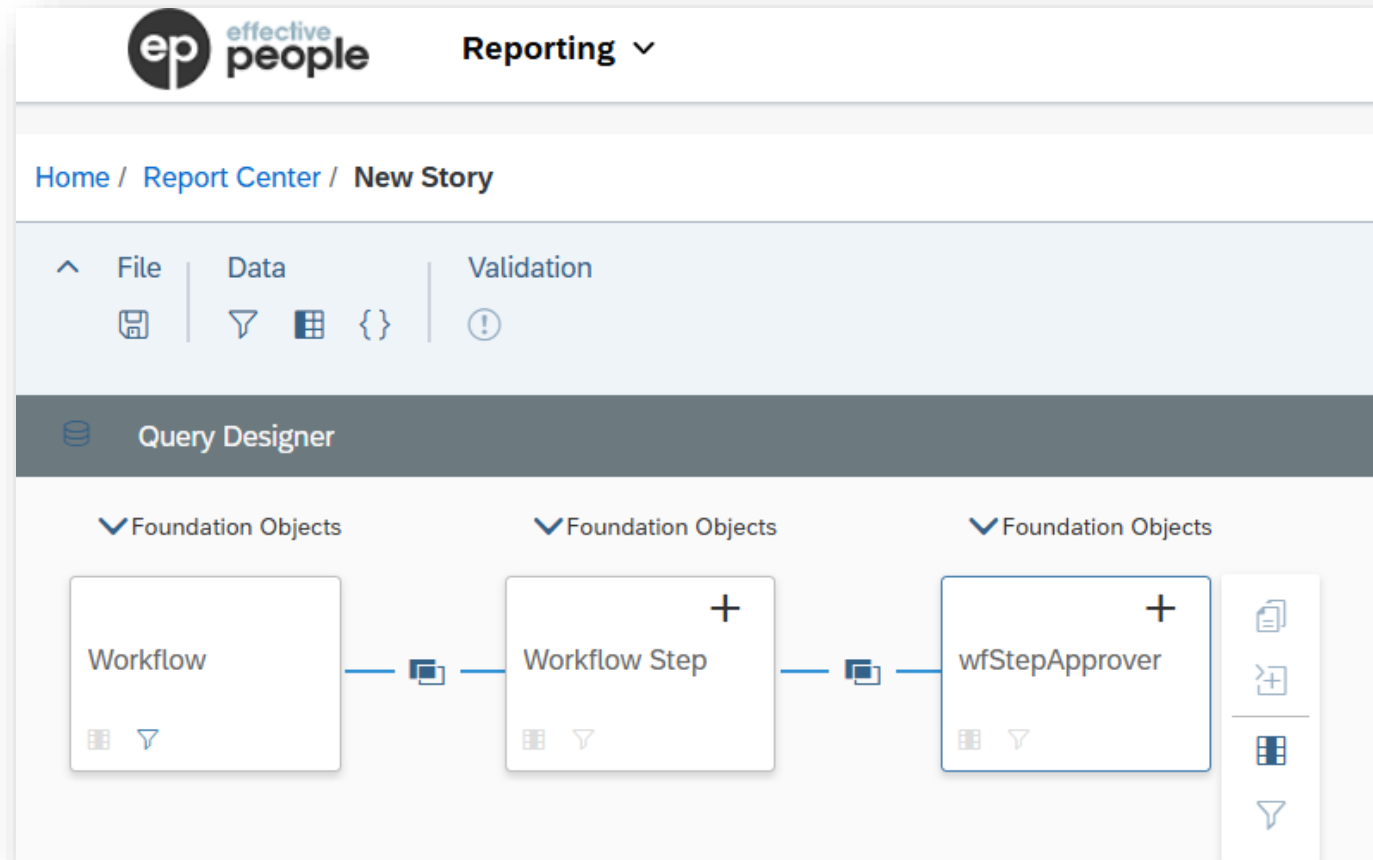 ep effective people
Reporting
Home / Report Center / New Story
File Data Validation
{ }
Query Designer
Foundation Objects Foundation Objects Foundation Objects
Workflow Workflow Step wfStepApprover